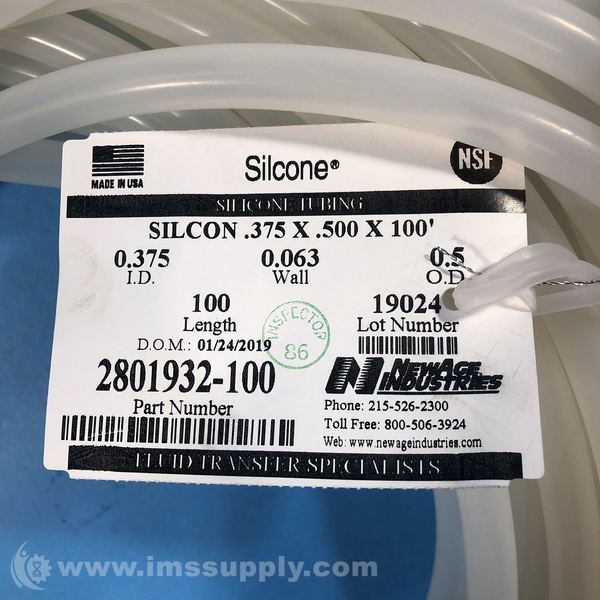 MADE IN USA
Silcone®
NSF
SILICONE TUBING
SILCON .375 X .500 X 100'
0.375 0.063 0.5
I.D. Wall O.D.
100 19024
Length Lot Number
D.O.M.: 01/24/2019
INSPECTOR
86
2801932-100
Part Number
NEWAGE
INDUSTRIES
Phone: 215-526-2300
Toll Free: 800-506-3924
Web: www.newageindustries.com
FLUID TRANSFER SPECIALISTS
www.imssupply.com